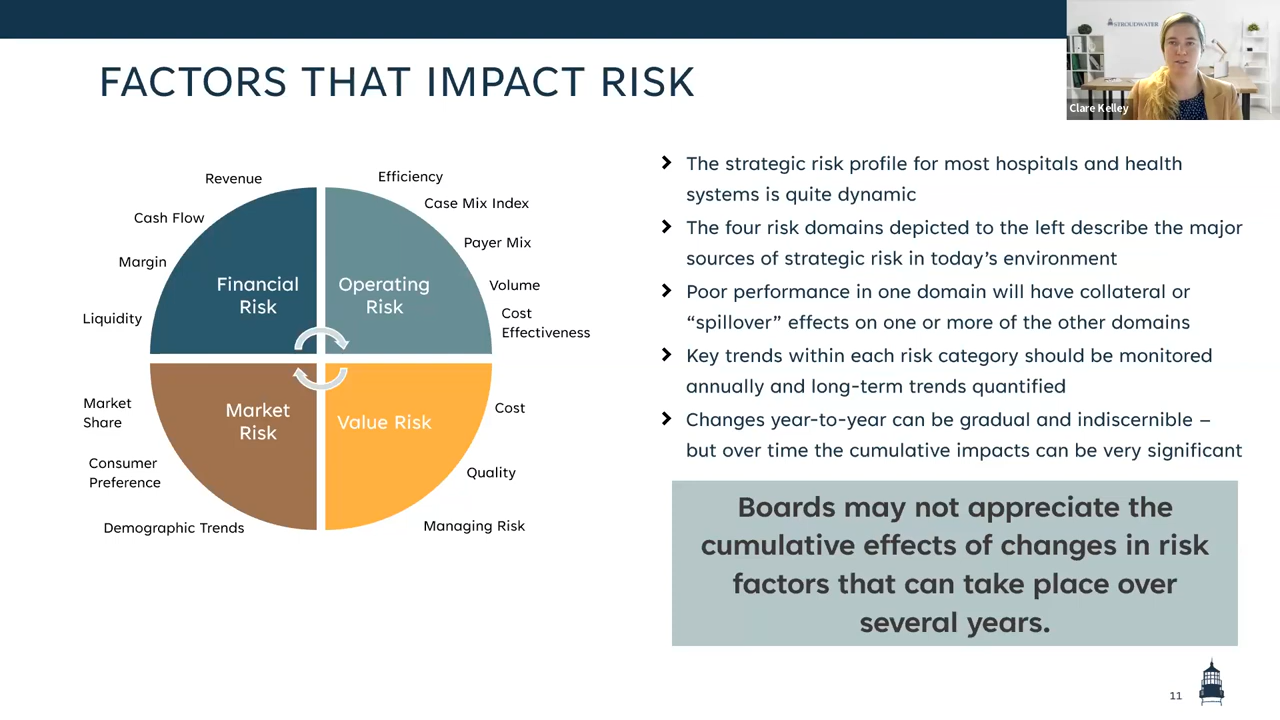 STROUDWATER
Clare Kelley
FACTORS THAT IMPACT RISK
Revenue
Cash Flow
Margin
Liquidity
Efficiency
Case Mix Index
Payer Mix
Volume
Cost
Effectiveness
Financial
Risk
Operating
Risk
Market
Risk
Value Risk
Market
Share
Consumer
Preference
Demographic Trends
Cost
Quality
Managing Risk
The strategic risk profile for most hospitals and health
systems is quite dynamic
The four risk domains depicted to the left describe the major
sources of strategic risk in today’s environment
Poor performance in one domain will have collateral or
“spillover” effects on one or more of the other domains
Key trends within each risk category should be monitored
annually and long-term trends quantified
Changes year-to-year can be gradual and indiscernible –
but over time the cumulative impacts can be very significant
Boards may not appreciate the
cumulative effects of changes in risk
factors that can take place over
several years.
11